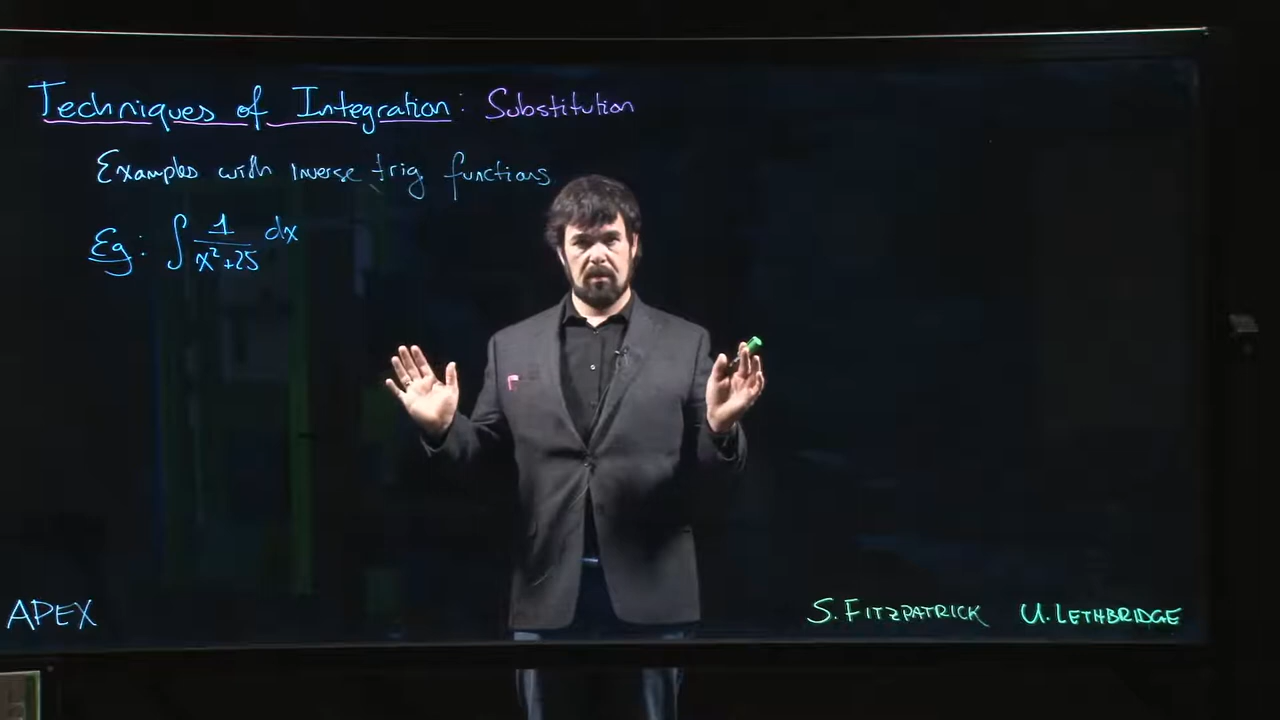 Techniques of Integration: Substitution
Examples with inverse trig functions
Eg: ∫ 1/(x²+25) dx
APEX
S. FITZPATRICK U. LETHBRIDGE